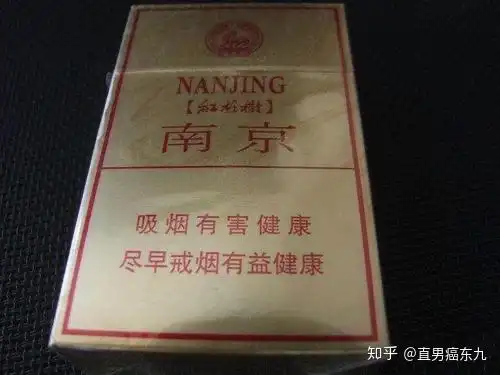 NANJING
【紅杉樹】
南京
吸烟有害健康
尽早戒烟有益健康
知乎 @直男癌东九